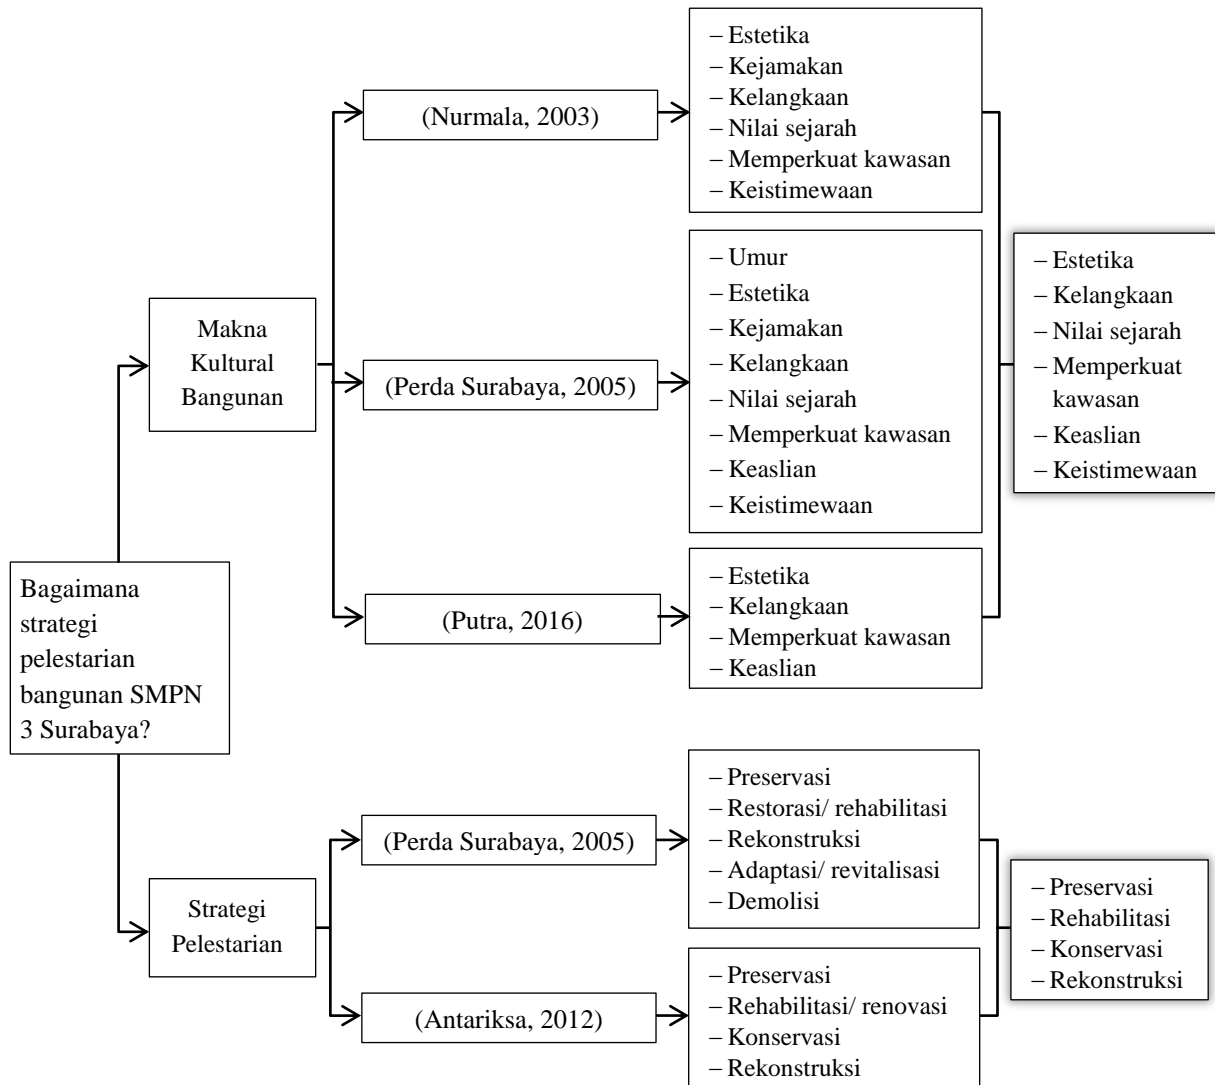 Bagaimana
strategi
pelestarian
bangunan SMPN
3 Surabaya?
Makna
Kultural
Bangunan
(Nurmala, 2003)
– Estetika
– Kejamakan
– Kelangkaan
– Nilai sejarah
– Memperkuat kawasan
– Keistimewaan
(Perda Surabaya, 2005)
– Umur
– Estetika
– Kejamakan
– Kelangkaan
– Nilai sejarah
– Memperkuat kawasan
– Keaslian
– Keistimewaan
(Putra, 2016)
– Estetika
– Kelangkaan
– Memperkuat kawasan
– Keaslian
– Estetika
– Kelangkaan
– Nilai sejarah
– Memperkuat
kawasan
– Keaslian
– Keistimewaan
Strategi
Pelestarian
(Perda Surabaya, 2005)
– Preservasi
– Restorasi/ rehabilitasi
– Rekonstruksi
– Adaptasi/ revitalisasi
– Demolisi
(Antariksa, 2012)
– Preservasi
– Rehabilitasi/ renovasi
– Konservasi
– Rekonstruksi
– Preservasi
– Rehabilitasi
– Konservasi
– Rekonstruksi